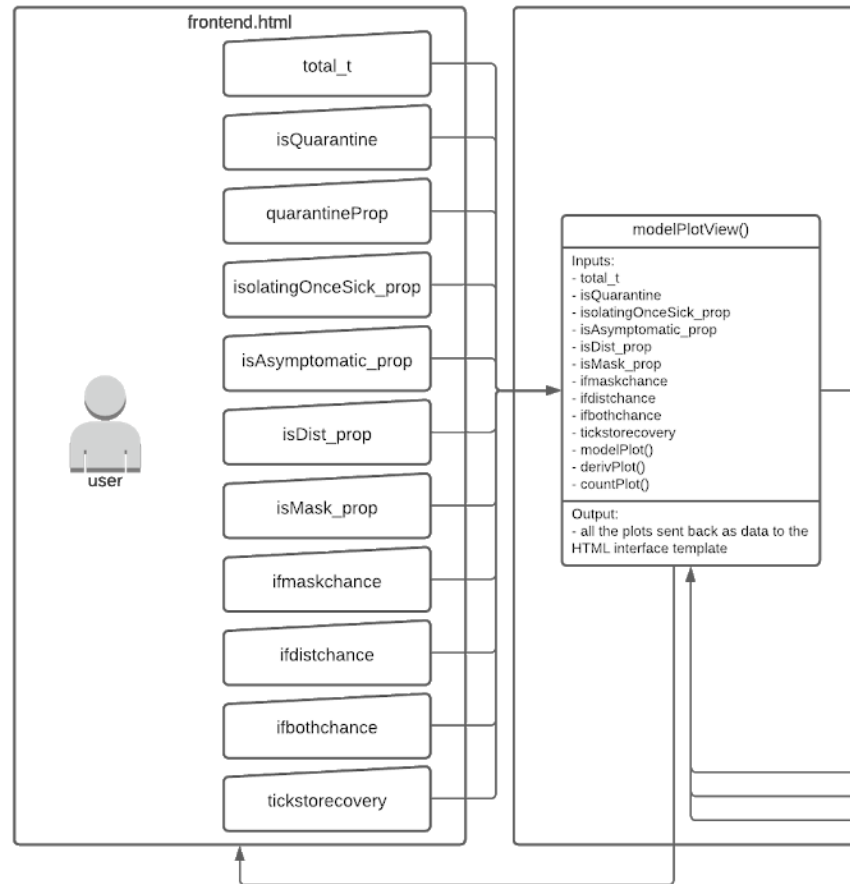 frontend.html
total_t
isQuarantine
quarantineProp
isolatingOnceSick_prop
isAsymptomatic_prop
isDist_prop
user
isMask_prop
ifmaskchance
ifdistchance
ifbothchance
tickstorecovery
modelPlotView()
Inputs:
- total_t
- isQuarantine
- isolatingOnceSick_prop
- isAsymptomatic_prop
- isDist_prop
- isMask_prop
- ifmaskchance
- ifdistchance
- ifbothchance
- tickstorecovery
- modelPlot()
- derivPlot()
- countPlot()
Output:
- all the plots sent back as data to the
HTML interface template